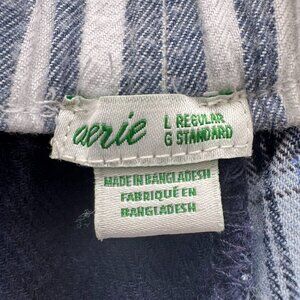 aerie
L REGULAR
G STANDARD
MADE IN BANGLADESH
FABRIQUÉ EN
BANGLADESH